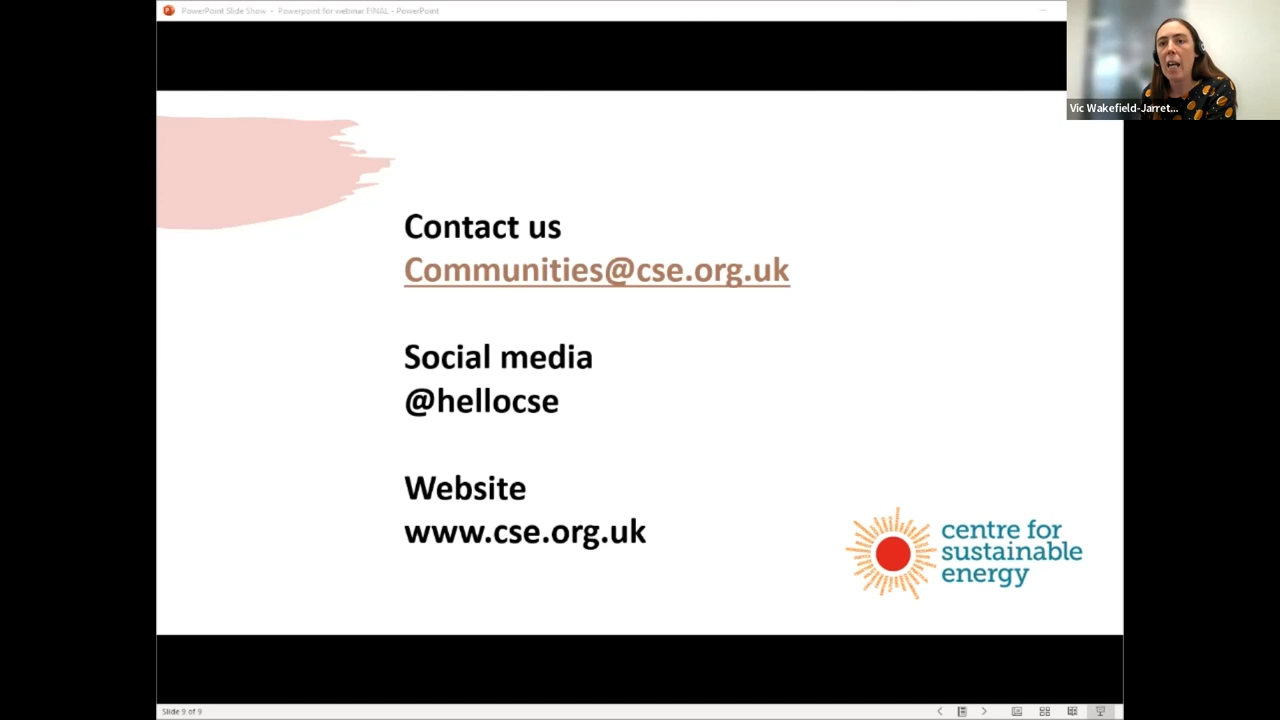 PowerPoint Slide Show - Powerpoint for webinar FINAL - PowerPoint
Vic Wakefield-Jarret...
Contact us
Communities@cse.org.uk
Social media
@hellocse
Website
www.cse.org.uk
centre for
sustainable
energy
Slide 9 of 9